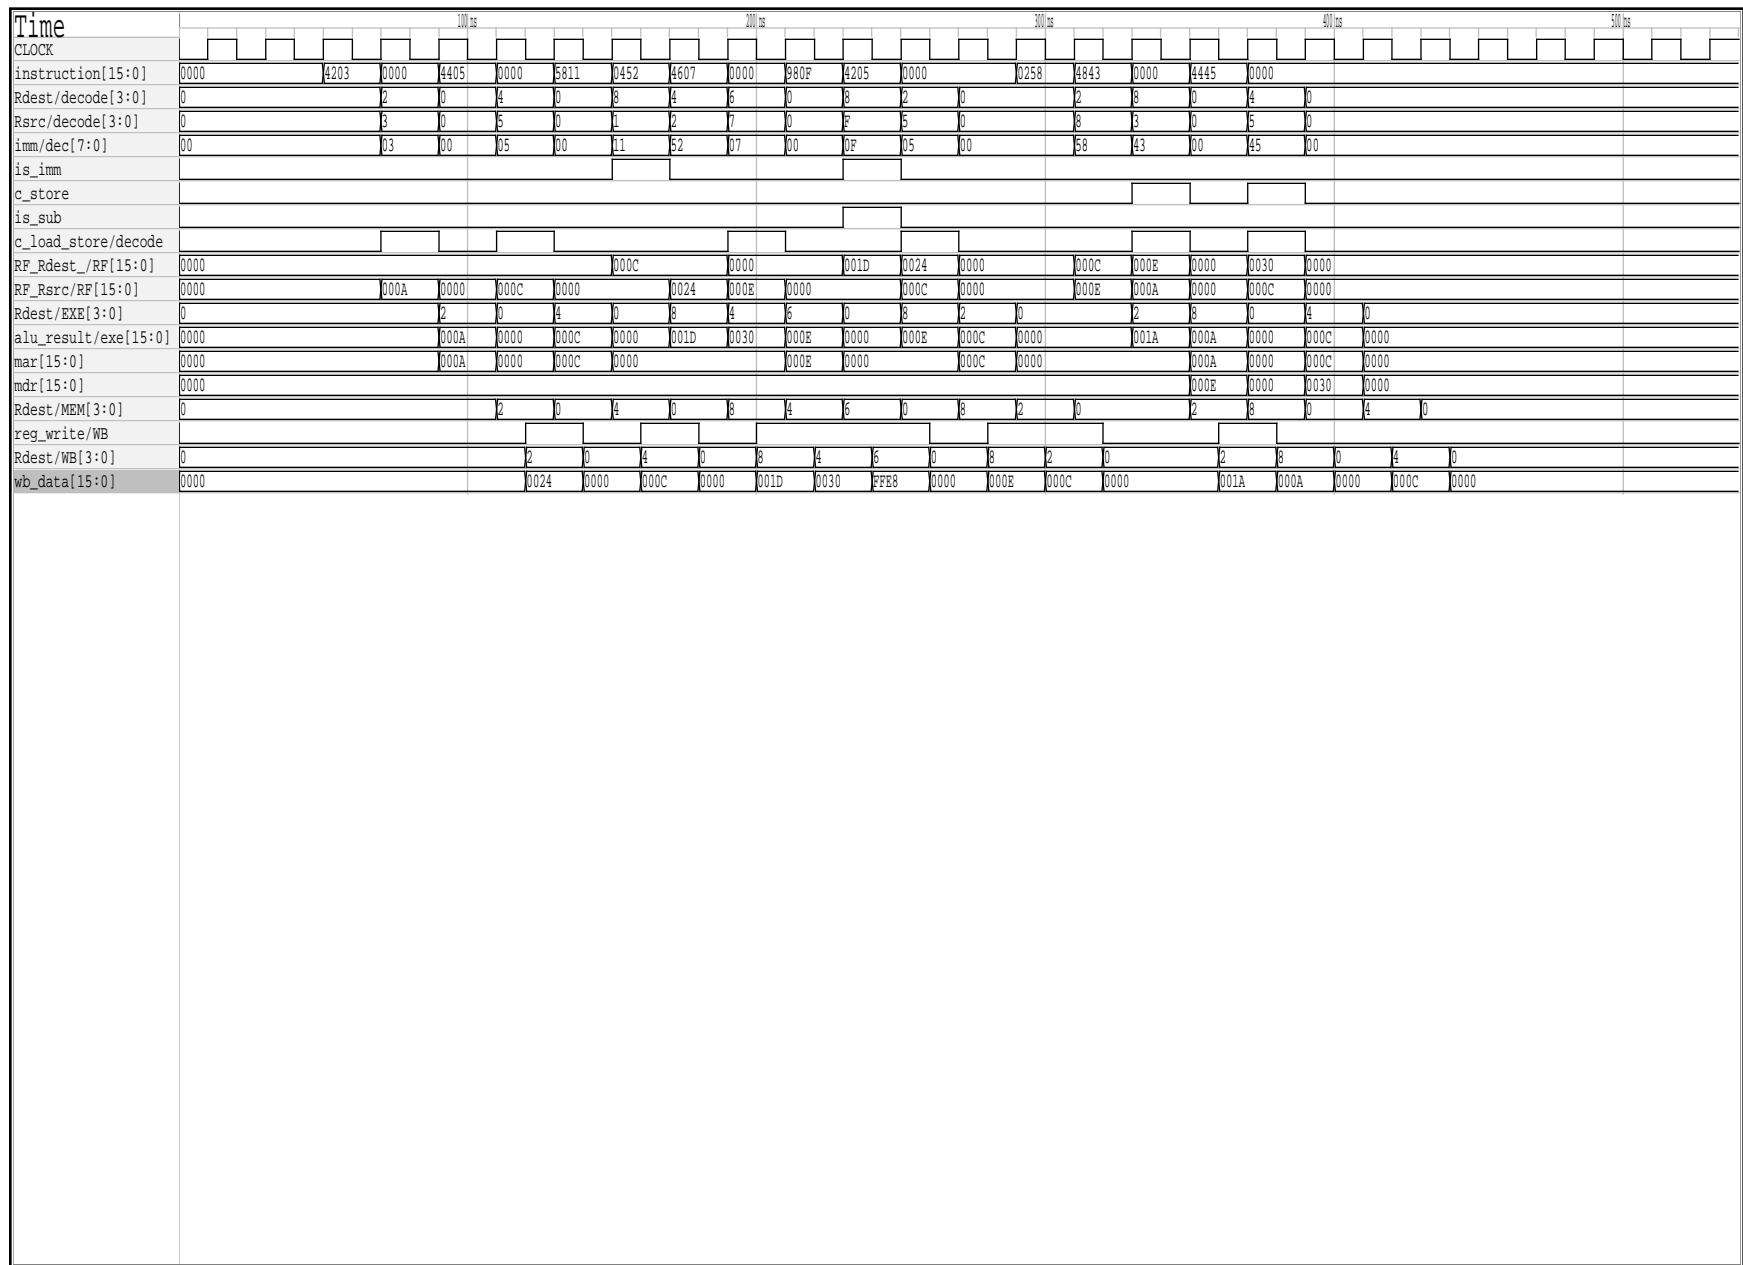 Time 100 ns 200 ns 300 ns 400 ns 500 ns
CLOCK
instruction[15:0] 0000 4203 0000 4405 0000 5811 0452 4607 0000 980F 4205 0000 0258 4843 0000 4445 0000
Rdest/decode[3:0] 0 2 0 4 0 8 4 6 0 8 2 0 2 8 0 4 0
Rsrc/decode[3:0] 0 3 0 5 0 1 2 7 0 F 5 0 8 3 0 5 0
imm/dec[7:0] 00 03 00 05 00 11 52 07 00 0F 05 00 58 43 00 45 00
is_imm
c_store
is_sub
c_load_store/decode
RF_Rdest_/RF[15:0] 0000 000C 0000 001D 0024 0000 000C 000E 0000 0030 0000
RF_Rsrc/RF[15:0] 0000 000A 0000 000C 0000 0024 000E 0000 000C 0000 000E 000A 0000 000C 0000
Rdest/EXE[3:0] 0 2 0 4 0 8 4 6 0 8 2 0 2 8 0 4 0
alu_result/exe[15:0] 0000 000A 0000 000C 0000 001D 0030 000E 0000 000E 000C 0000 001A 000A 0000 000C 0000
mar[15:0] 0000 000A 0000 000C 0000 000E 0000 000C 0000 000A 0000 000C 0000
mdr[15:0] 0000 000E 0000 0030 0000
Rdest/MEM[3:0] 0 2 0 4 0 8 4 6 0 8 2 0 2 8 0 4 0
reg_write/WB
Rdest/WB[3:0] 0 2 0 4 0 8 4 6 0 8 2 0 2 8 0 4 0
wb_data[15:0] 0000 0024 0000 000C 0000 001D 0030 FFE8 0000 000E 000C 0000 001A 000A 0000 000C 0000